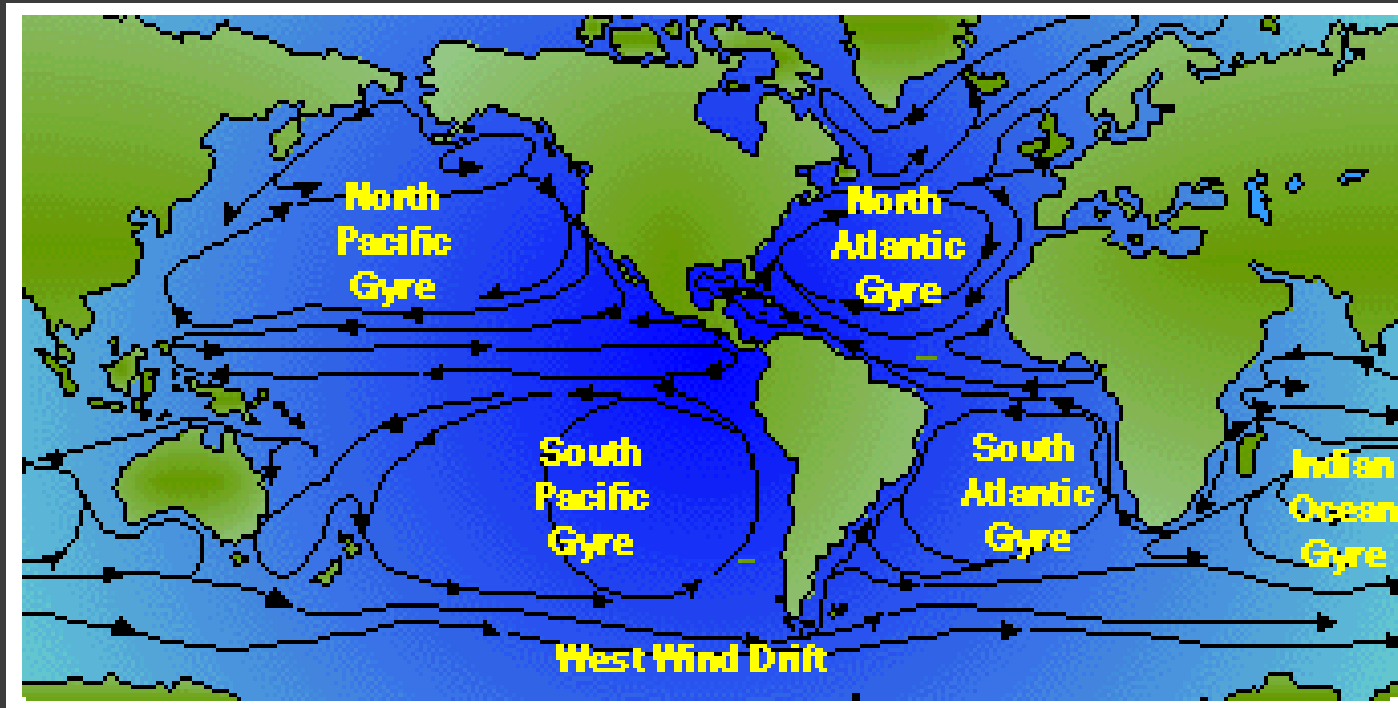 North
Pacific
Gyre
North
Atlantic
Gyre
South
Pacific
Gyre
South
Atlantic
Gyre
Indian
Ocean
Gyre
West Wind Drift